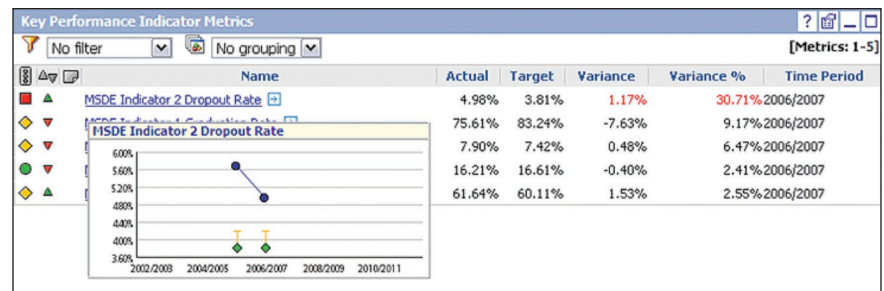 Key Performance Indicator Metrics ?
No filter No grouping [Metrics: 1-5]
Name Actual Target Variance Variance % Time Period
MSDE Indicator 2 Dropout Rate 4.98% 3.81% 1.17% 30.71% 2006/2007
75.61% 83.24% -7.63% 9.17% 2006/2007
7.90% 7.42% 0.48% 6.47% 2006/2007
16.21% 16.61% -0.40% 2.41% 2006/2007
61.64% 60.11% 1.53% 2.55% 2006/2007
MSDE Indicator 2 Dropout Rate
6.00%
5.60%
5.20%
4.80%
4.40%
4.00%
3.60%
2002/2003 2004/2005 2006/2007 2008/2009 2010/2011